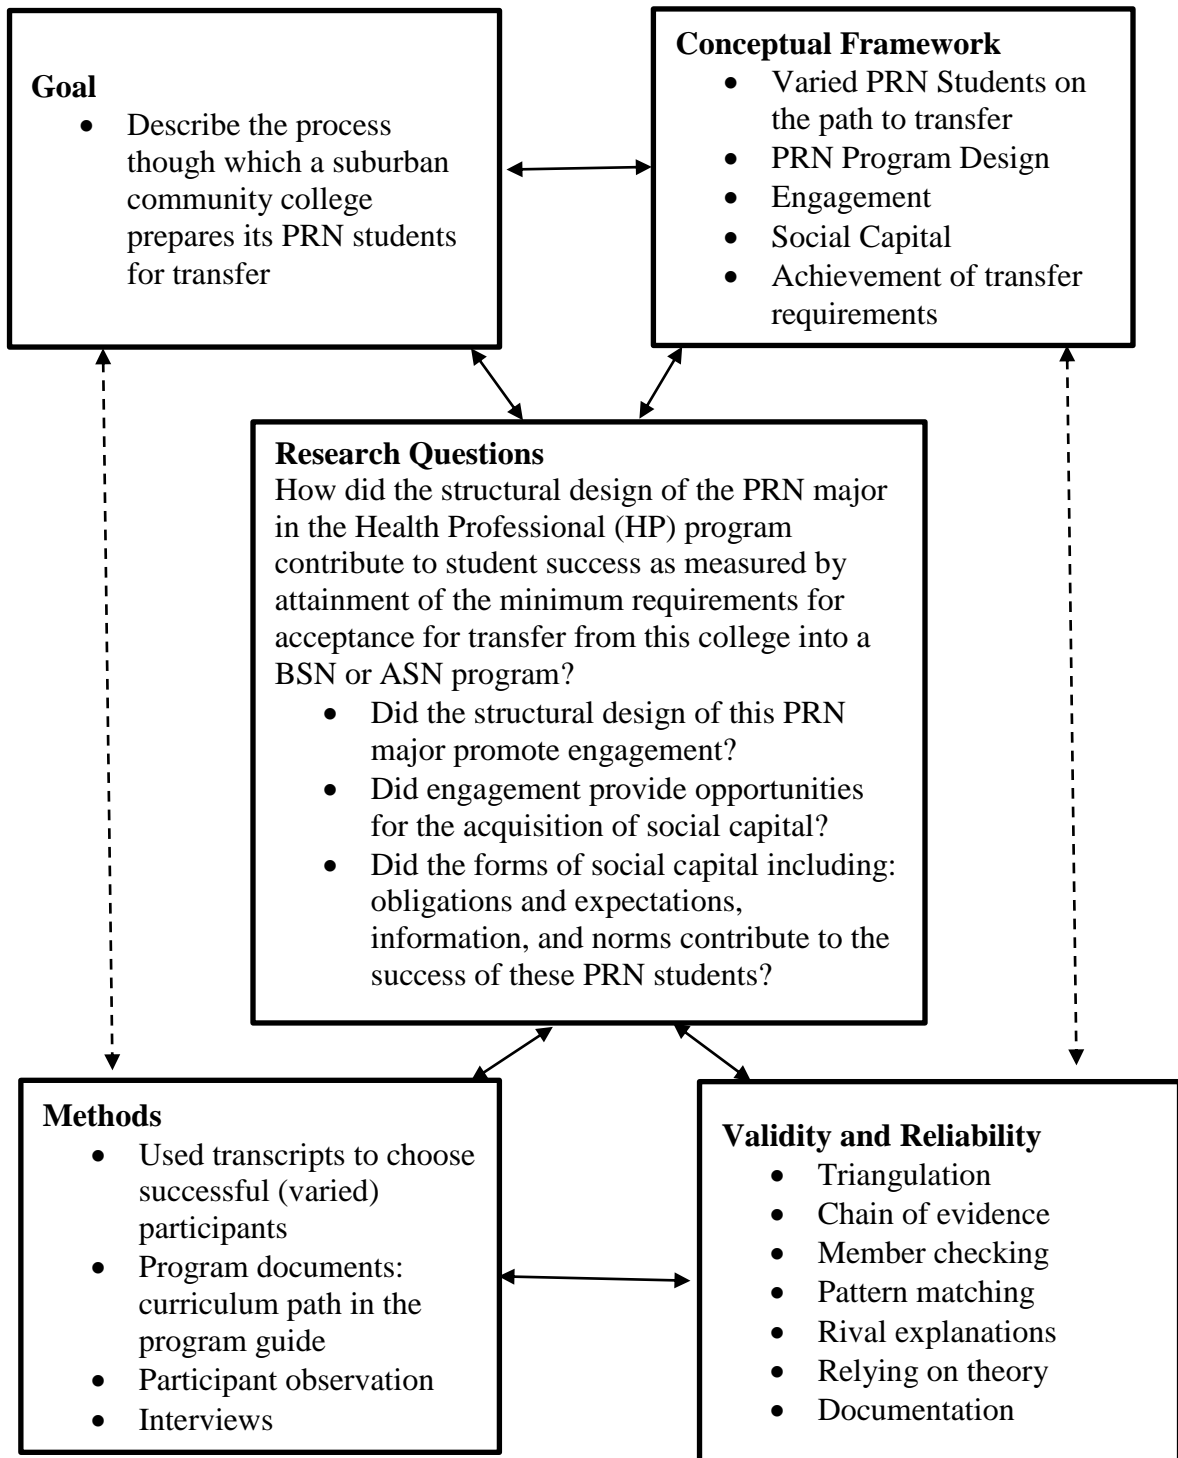 Goal
• Describe the process
though which a suburban
community college
prepares its PRN students
for transfer
Conceptual Framework
• Varied PRN Students on
the path to transfer
• PRN Program Design
• Engagement
• Social Capital
• Achievement of transfer
requirements
Research Questions
How did the structural design of the PRN major
in the Health Professional (HP) program
contribute to student success as measured by
attainment of the minimum requirements for
acceptance for transfer from this college into a
BSN or ASN program?
• Did the structural design of this PRN
major promote engagement?
• Did engagement provide opportunities
for the acquisition of social capital?
• Did the forms of social capital including:
obligations and expectations,
information, and norms contribute to the
success of these PRN students?
Methods
• Used transcripts to choose
successful (varied)
participants
• Program documents:
curriculum path in the
program guide
• Participant observation
• Interviews
Validity and Reliability
• Triangulation
• Chain of evidence
• Member checking
• Pattern matching
• Rival explanations
• Relying on theory
• Documentation